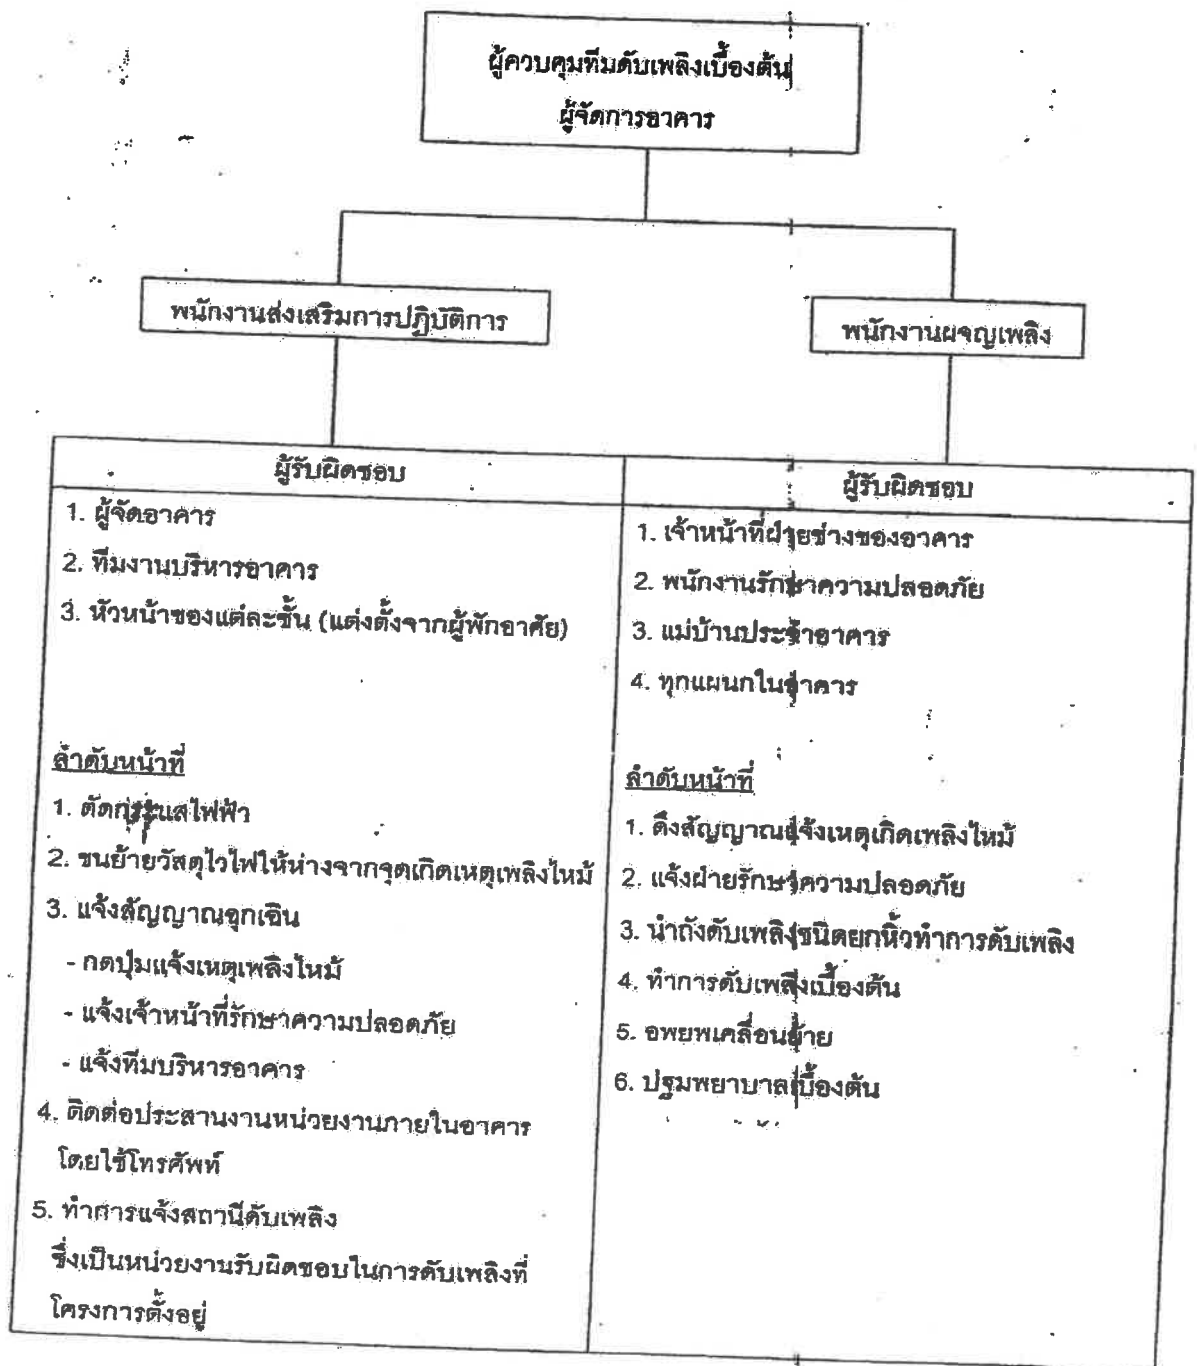 ผู้ควบคุมทีมดับเพลิงเบื้องต้น
ผู้จัดการอาคาร
พนักงานส่งเสริมการปฏิบัติการ
พนักงานผจญเพลิง
ผู้รับผิดชอบ
1. ผู้จัดอาคาร
2. ทีมงานบริหารอาคาร
3. หัวหน้าของแต่ละชั้น (แต่งตั้งจากผู้พักอาศัย)
ลำดับหน้าที่
1. ตัดกระแสไฟฟ้า
2. ขนย้ายวัสดุไวไฟให้ห่างจากจุดเกิดเหตุเพลิงไหม้
3. แจ้งสัญญาณฉุกเฉิน
- กดปุ่มแจ้งเหตุเพลิงไหม้
- แจ้งเจ้าหน้าที่รักษาความปลอดภัย
- แจ้งทีมบริหารอาคาร
4. ติดต่อประสานงานหน่วยงานภายในอาคาร
โดยใช้โทรศัพท์
5. ทำการแจ้งสถานีดับเพลิง
ซึ่งเป็นหน่วยงานรับผิดชอบในการดับเพลิงที่
โครงการตั้งอยู่
ผู้รับผิดชอบ
1. เจ้าหน้าที่ฝ่ายช่างของอาคาร
2. พนักงานรักษาความปลอดภัย
3. แม่บ้านประจำอาคาร
4. ทุกแผนกในอาคาร
ลำดับหน้าที่
1. ดึงสัญญาณแจ้งเหตุเกิดเพลิงไหม้
2. แจ้งฝ่ายรักษาความปลอดภัย
3. นำถังดับเพลิงชนิดยกหิ้วทำการดับเพลิง
4. ทำการดับเพลิงเบื้องต้น
5. อพยพเคลื่อนย้าย
6. ปฐมพยาบาลเบื้องต้น